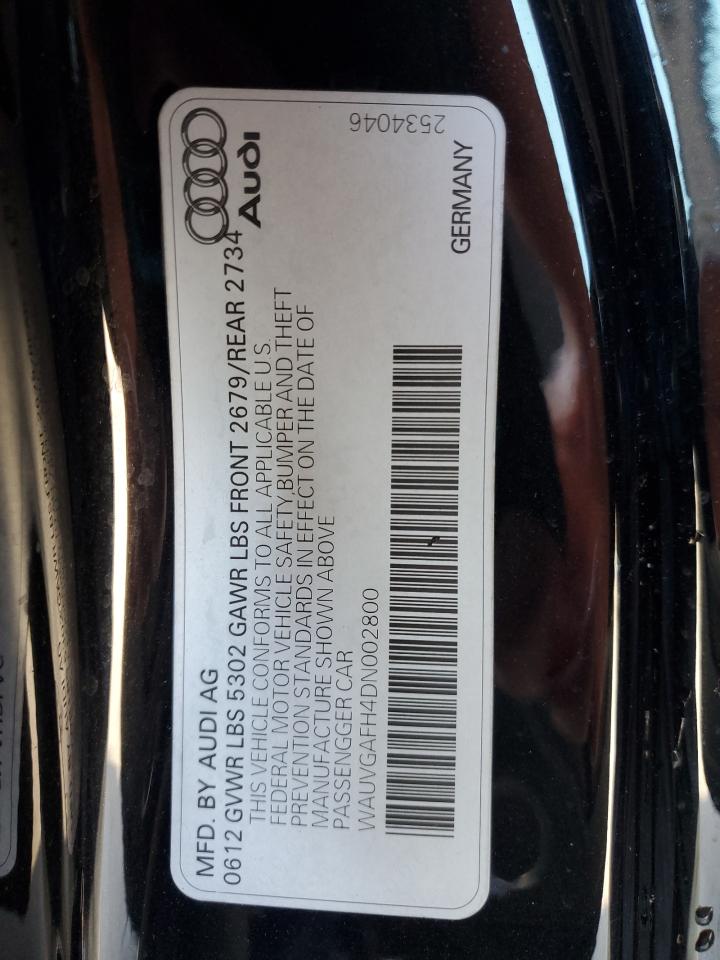 Audi
MFD. BY AUDI AG
0612 GVWR LBS 5302 GAWR LBS FRONT 2679/REAR 2734
THIS VEHICLE CONFORMS TO ALL APPLICABLE U.S.
FEDERAL MOTOR VEHICLE SAFETY,BUMPER AND THEFT
PREVENTION STANDARDS IN EFFECT ON THE DATE OF
MANUFACTURE SHOWN ABOVE
PASSENGGER CAR
WAUVGAFH4DN002800
GERMANY
2534046